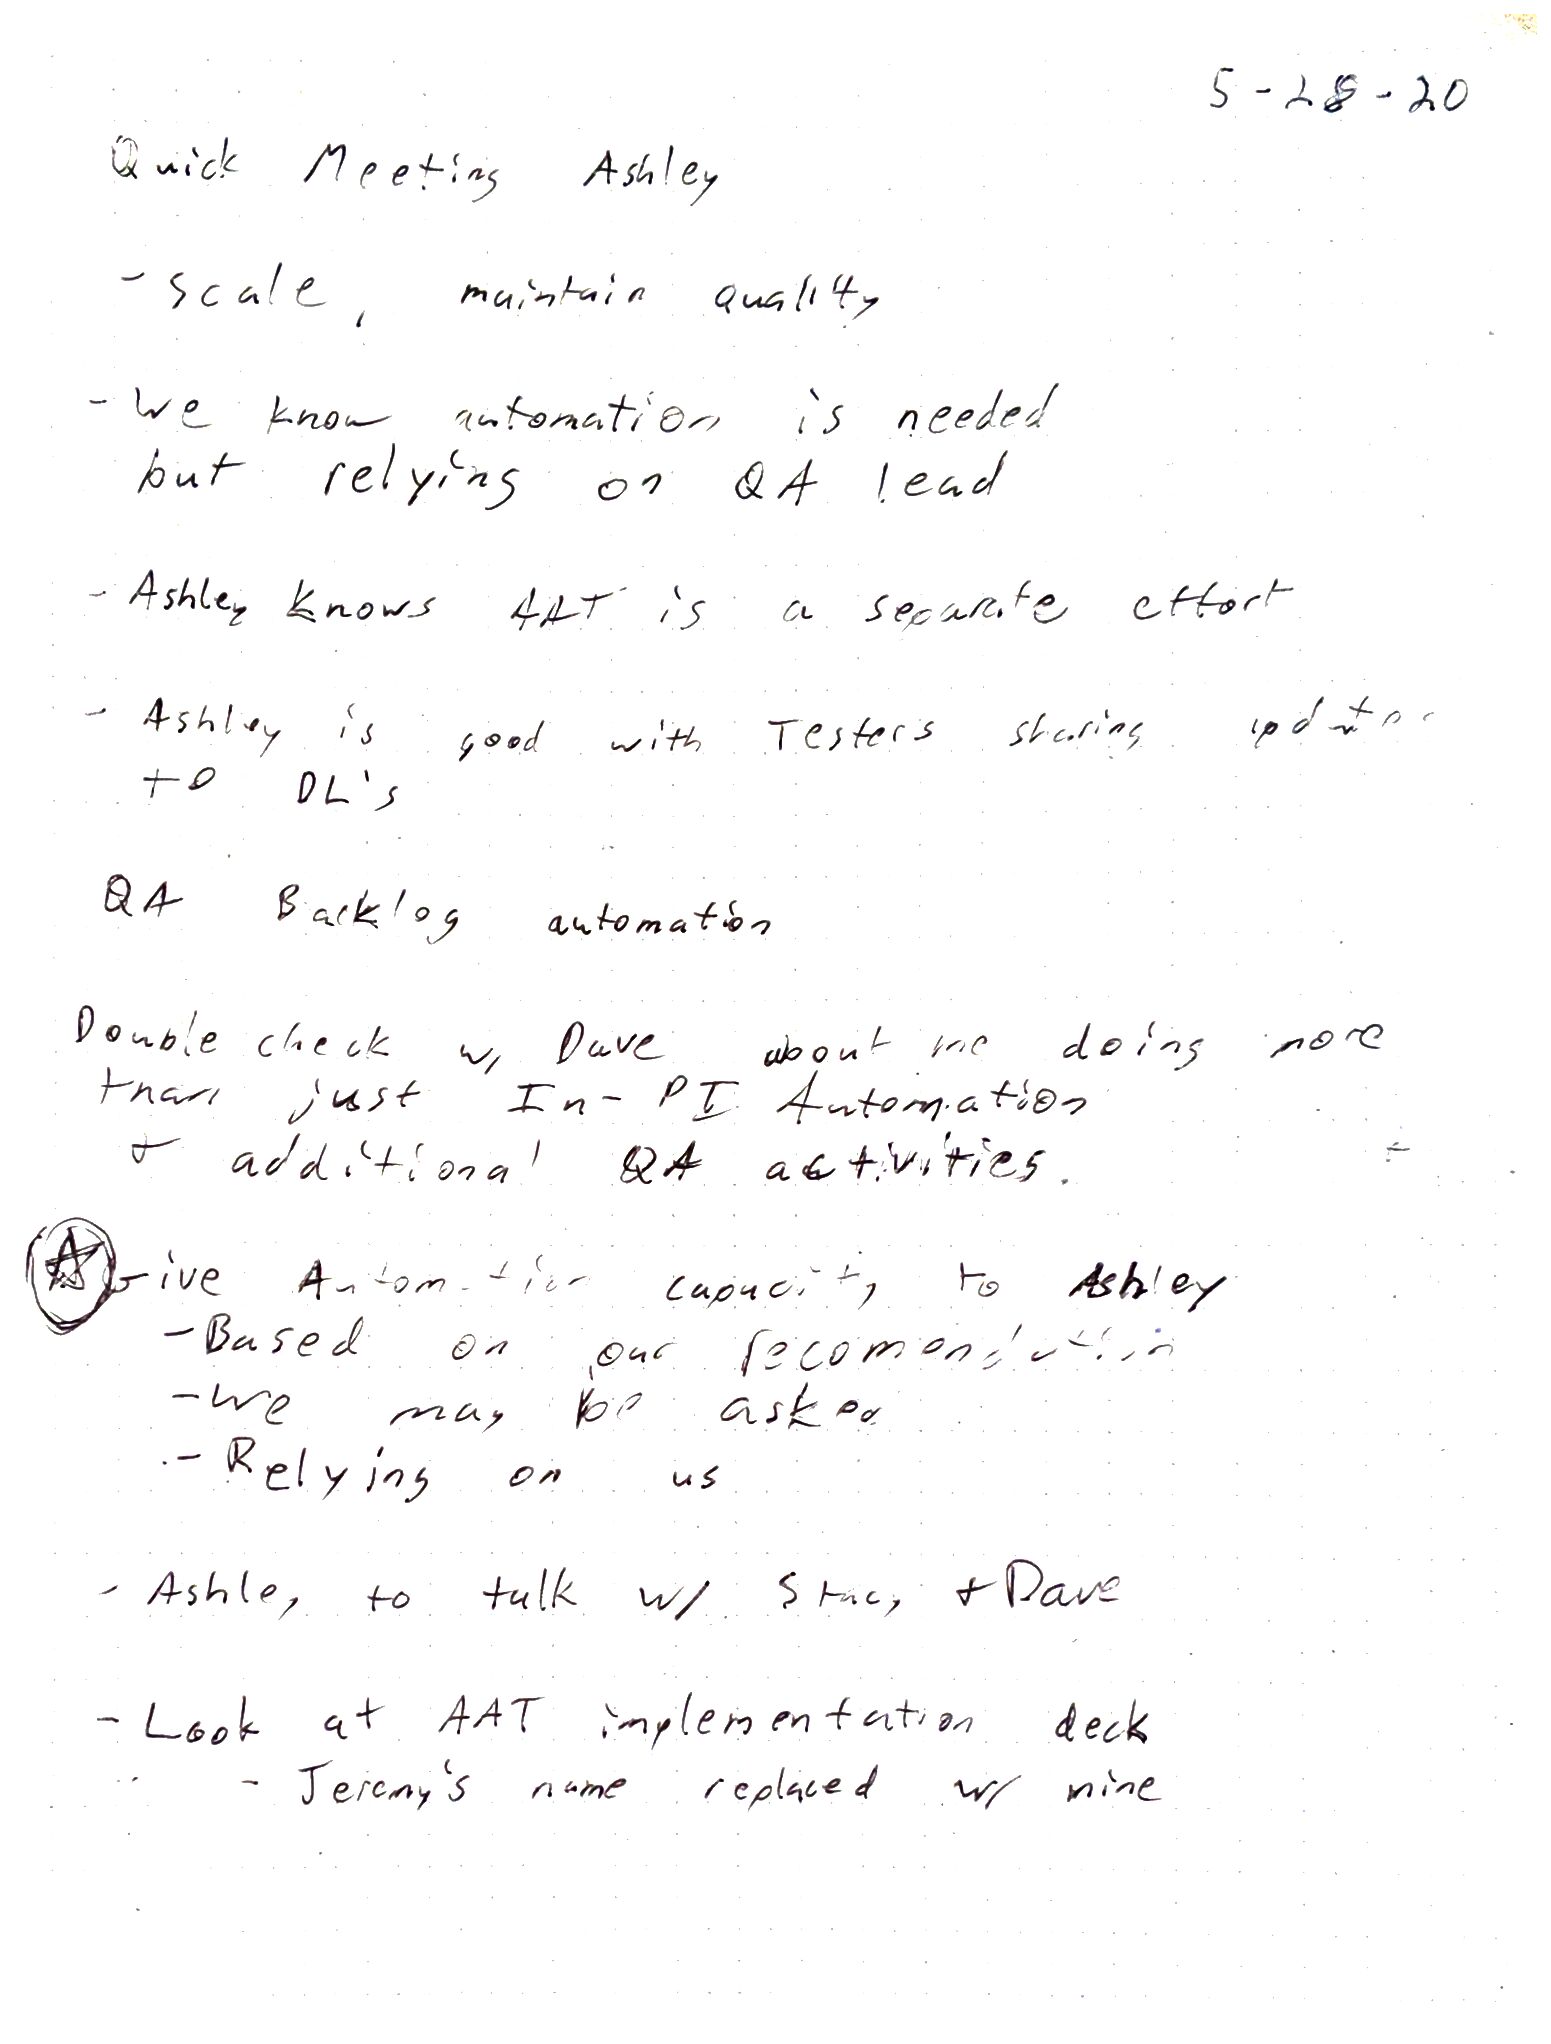 5-28-20
Quick Meeting Ashley
- scale, maintain quality
- We know automation is needed
but relying on QA lead
- Ashley knows AAT is a separate effort
- Ashley is good with Testers sharing updates
to DL's
QA Backlog automation
Double check w/ Dave about me doing more
than just In-PI Automation
+ additional QA activities.
Give Automation capacity to Ashley
- Based on our recomendation
- We may be asked
- Relying on us
- Ashley to talk w/ Stacy + Dave
- Look at AAT implementation deck
- Jeremy's name replaced w/ mine